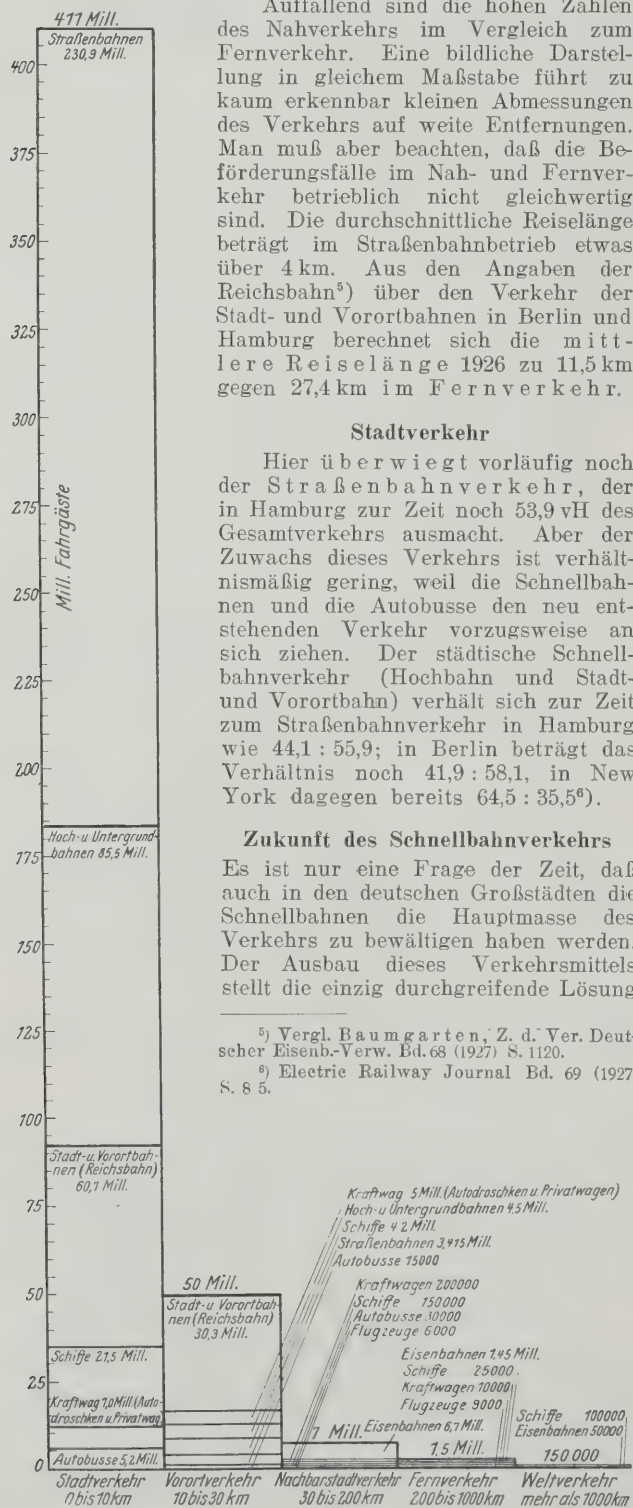 Auffallend sind die hohen Zahlen
des Nahverkehrs im Vergleich zum
Fernverkehr. Eine bildliche Darstel-
lung in gleichem Maßstabe führt zu
kaum erkennbar kleinen Abmessungen
des Verkehrs auf weite Entfernungen.
Man muß aber beachten, daß die Be-
förderungsfälle im Nah- und Fernver-
kehr betrieblich nicht gleichwertig
sind. Die durchschnittliche Reiselänge
beträgt im Straßenbahnbetrieb etwas
über 4 km. Aus den Angaben der
Reichsbahn⁵) über den Verkehr der
Stadt- und Vorortbahnen in Berlin und
Hamburg berechnet sich die mitt-
lere Reiselänge 1926 zu 11,5 km
gegen 27,4 km im Fernverkehr.
Stadtverkehr
Hier überwiegt vorläufig noch
der Straßenbahnverkehr, der
in Hamburg zur Zeit noch 53,9 vH des
Gesamtverkehrs ausmacht. Aber der
Zuwachs dieses Verkehrs ist verhält-
nismäßig gering, weil die Schnellbah-
nen und die Autobusse den neu ent-
stehenden Verkehr vorzugsweise an
sich ziehen. Der städtische Schnell-
bahnverkehr (Hochbahn und Stadt-
und Vorortbahn) verhält sich zur Zeit
zum Straßenbahnverkehr in Hamburg
wie 44,1 : 55,9; in Berlin beträgt das
Verhältnis noch 41,9 : 58,1, in New
York dagegen bereits 64,5 : 35,5⁶).
Zukunft des Schnellbahnverkehrs
Es ist nur eine Frage der Zeit, daß
auch in den deutschen Großstädten die
Schnellbahnen die Hauptmasse des
Verkehrs zu bewältigen haben werden.
Der Ausbau dieses Verkehrsmittels
stellt die einzig durchgreifende Lösung
⁵) Vergl. Baumgarten, Z. d. Ver. Deut-
scher Eisenb.-Verw. Bd. 68 (1927) S. 1120.
⁶) Electric Railway Journal Bd. 69 (1927
S. 8 5.
411 Mill.
Straßenbahnen
230,9 Mill.
400
375
350
325
300
275
Mill. Fahrgäste
250
225
200
Hoch-u Untergrund-
bahnen 85,5 Mill.
175
150
125
100
Stadt-u. Vorortbah-
nen (Reichsbahn)
60,7 Mill.
75
50
Schiffe 21,5 Mill.
25
Kraftwag 7,0 Mill. (Auto-
droschken u. Privatwag)
Autobusse 5,2 Mill.
0
50 Mill.
Stadt-u Vorortbah-
nen (Reichsbahn)
30,3 Mill.
Kraftwag 5 Mill. (Autodroschken u. Privatwagen)
Hoch-u Untergrundbahnen 4,5 Mill.
Schiffe 4 2 Mill.
Straßenbahnen 3,415 Mill.
Autobusse 15000
Kraftwagen 200000
Schiffe 150000
Autobusse 30000
Flugzeuge 6000
7 Mill.
Eisenbahnen 6,7 Mill.
Eisenbahnen 1,45 Mill.
Schiffe 25000
Kraftwagen 10000
Flugzeuge 9000
1,5 Mill.
Schiffe 100000
Eisenbahnen 50000
150 000
Stadtverkehr
0 bis 10 km
Vorortverkehr
10 bis 30 km
Nachbarstadtverkehr
30 bis 200 km
Fernverkehr
200 bis 1000 km
Weltverkehr
mehr als 1000 km